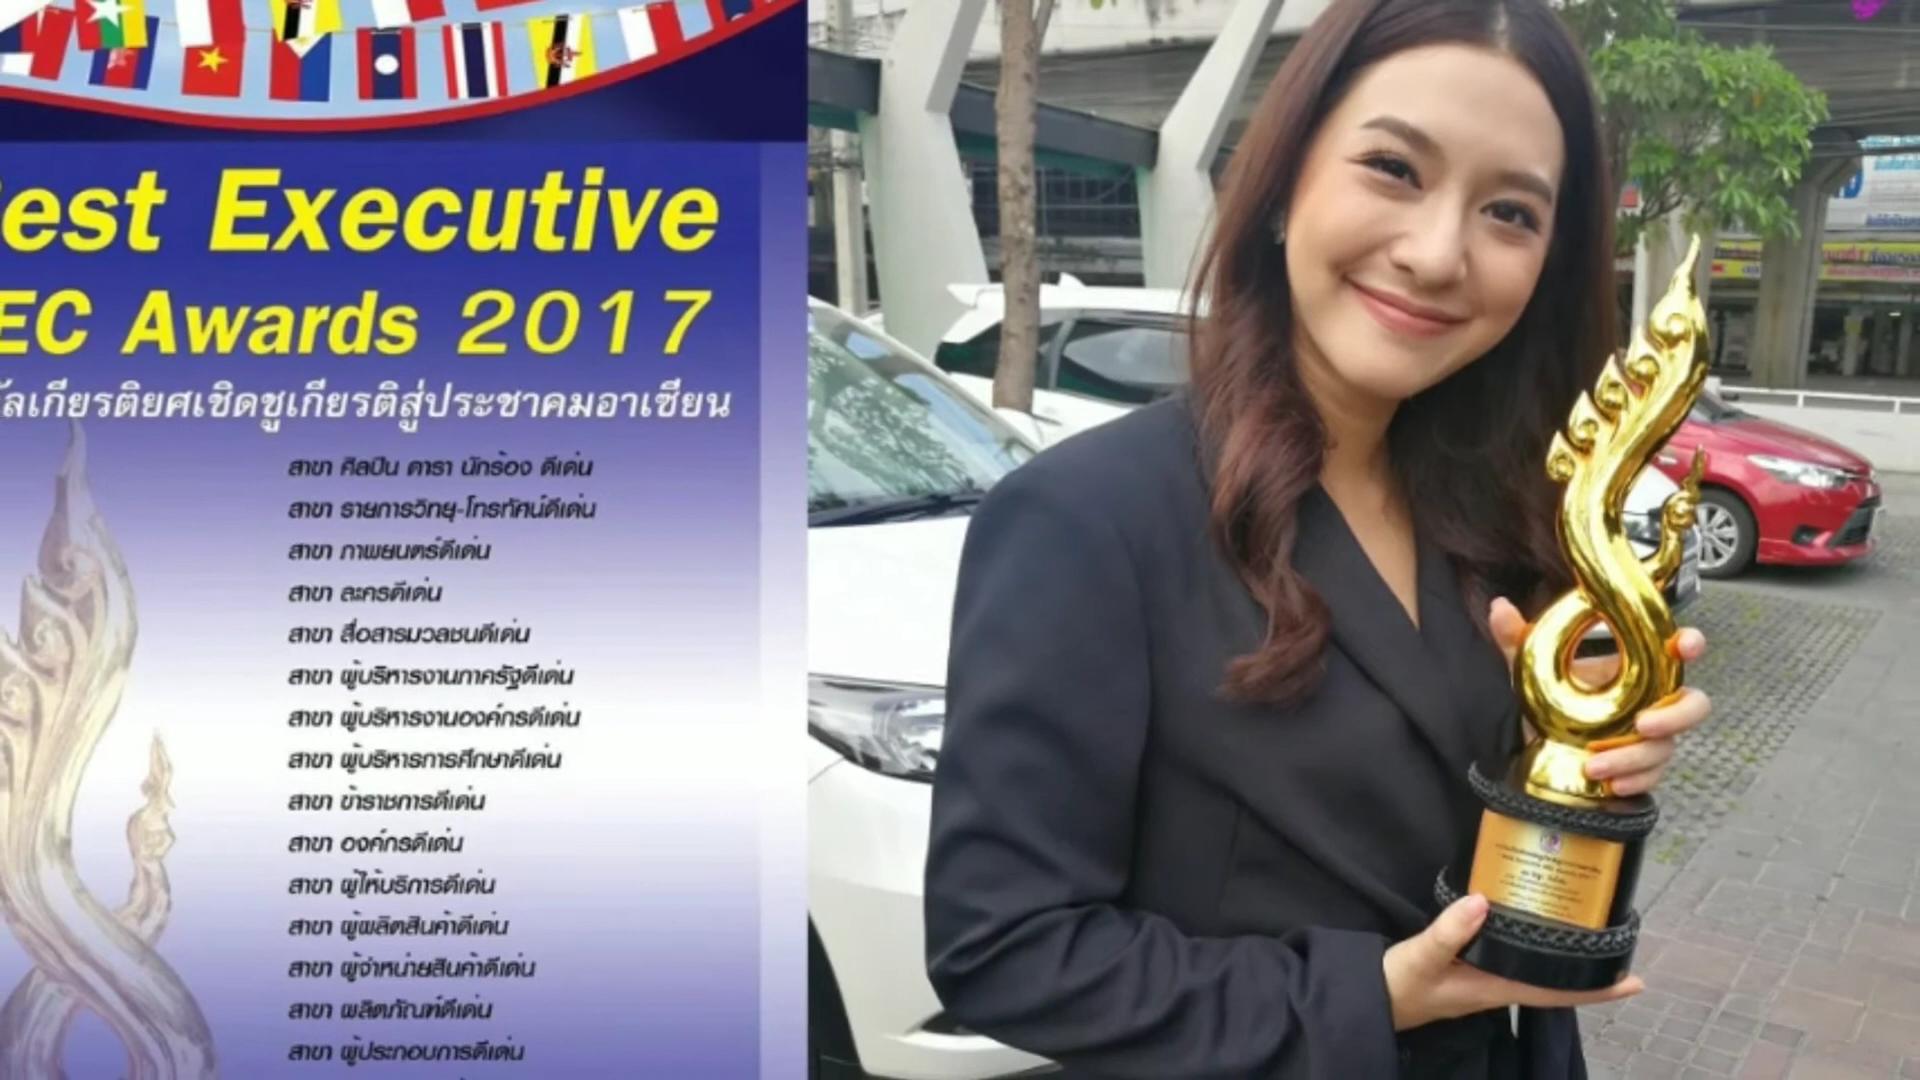 est Executive
EC Awards 2017
ัลเกียรติยศเชิดชูเกียรติสู่ประชาคมอาเซียน
สาขา ศิลปิน ดารา นักร้อง ดีเด่น
สาขา รายการวิทยุ-โทรทัศน์ดีเด่น
สาขา ภาพยนตร์ดีเด่น
สาขา ละครดีเด่น
สาขา สื่อสารมวลชนดีเด่น
สาขา ผู้บริหารงานภาครัฐดีเด่น
สาขา ผู้บริหารงานองค์กรดีเด่น
สาขา ผู้บริหารการศึกษาดีเด่น
สาขา ข้าราชการดีเด่น
สาขา องค์กรดีเด่น
สาขา ผู้ให้บริการดีเด่น
สาขา ผู้ผลิตสินค้าดีเด่น
สาขา ผู้จำหน่ายสินค้าดีเด่น
สาขา ผลิตภัณฑ์ดีเด่น
สาขา ผู้ประกอบการดีเด่น